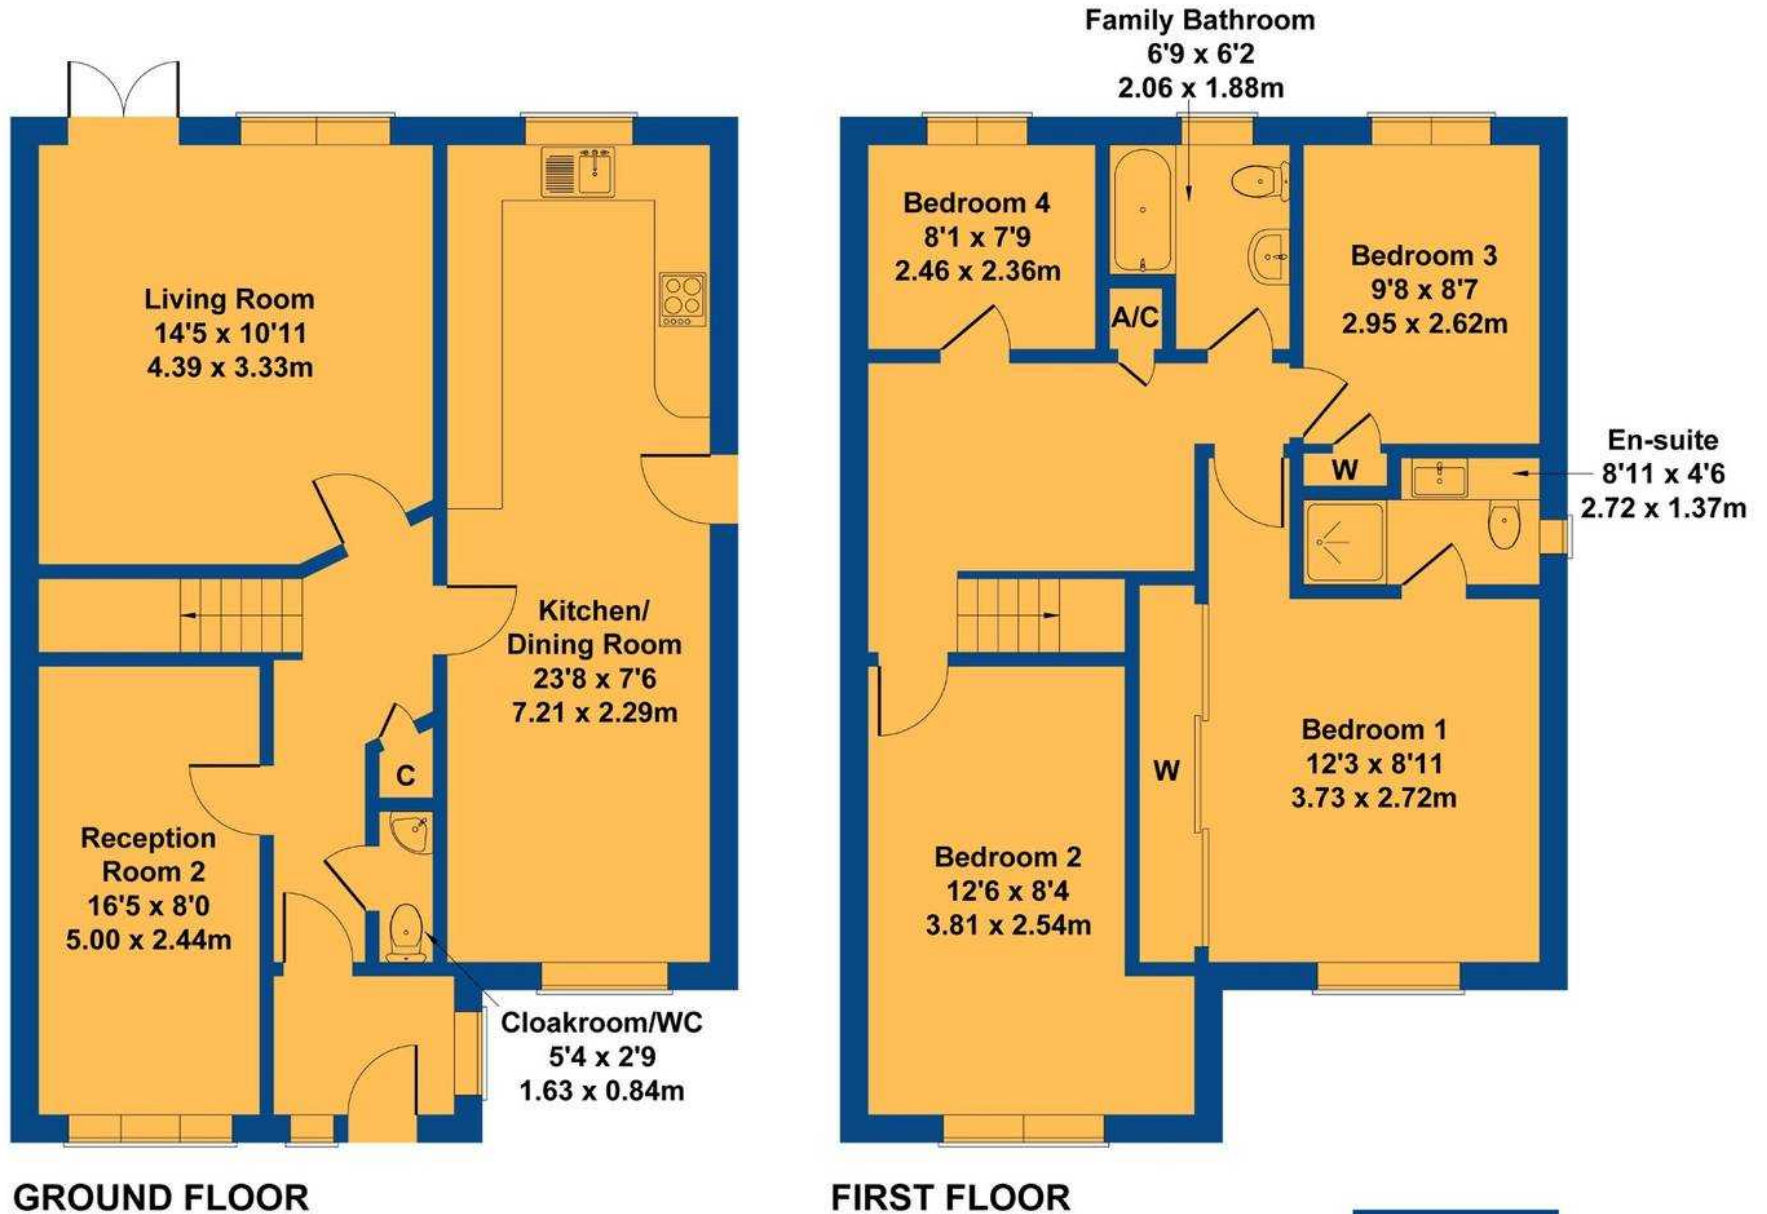 Family Bathroom
6'9 x 6'2
2.06 x 1.88m
Living Room
14'5 x 10'11
4.39 x 3.33m
Kitchen/
Dining Room
23'8 x 7'6
7.21 x 2.29m
C
Reception
Room 2
16'5 x 8'0
5.00 x 2.44m
Cloakroom/WC
5'4 x 2'9
1.63 x 0.84m
GROUND FLOOR
Bedroom 4
8'1 x 7'9
2.46 x 2.36m
A/C
Bedroom 3
9'8 x 8'7
2.95 x 2.62m
W
En-suite
8'11 x 4'6
2.72 x 1.37m
W
Bedroom 1
12'3 x 8'11
3.73 x 2.72m
Bedroom 2
12'6 x 8'4
3.81 x 2.54m
FIRST FLOOR